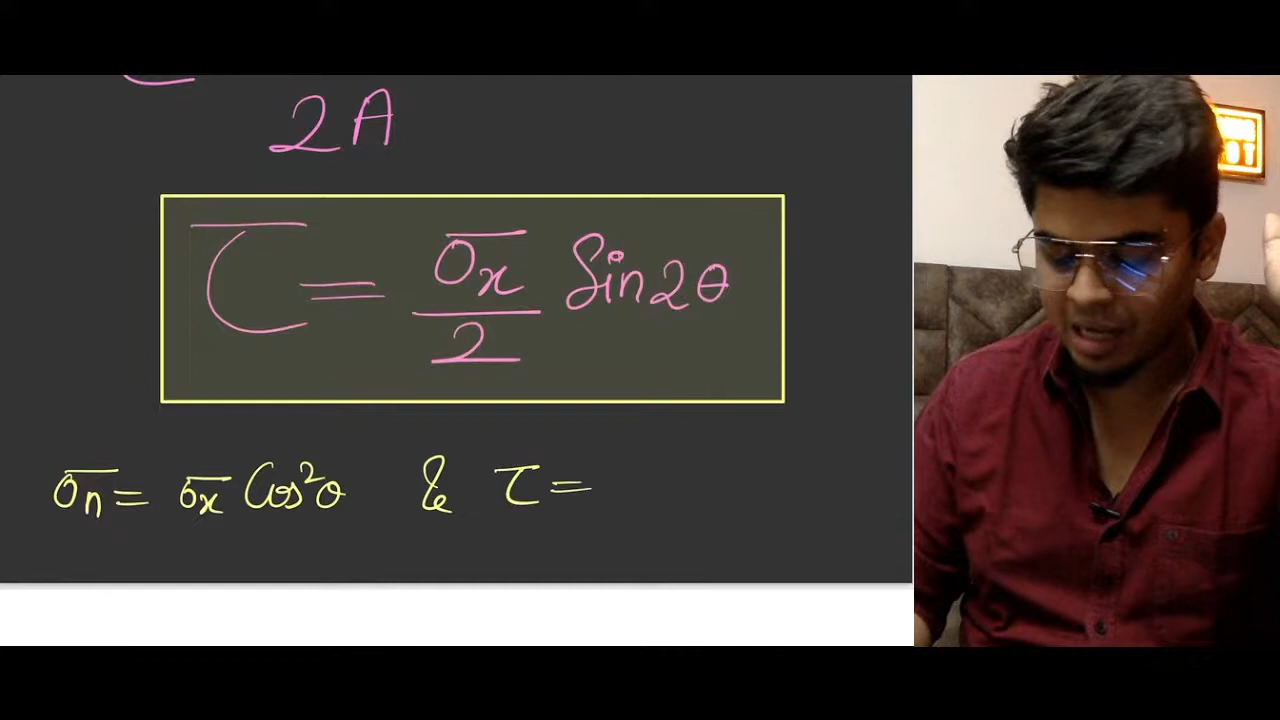 2A
τ = σx/2 Sin2θ
σn = σx Cos²θ & τ =